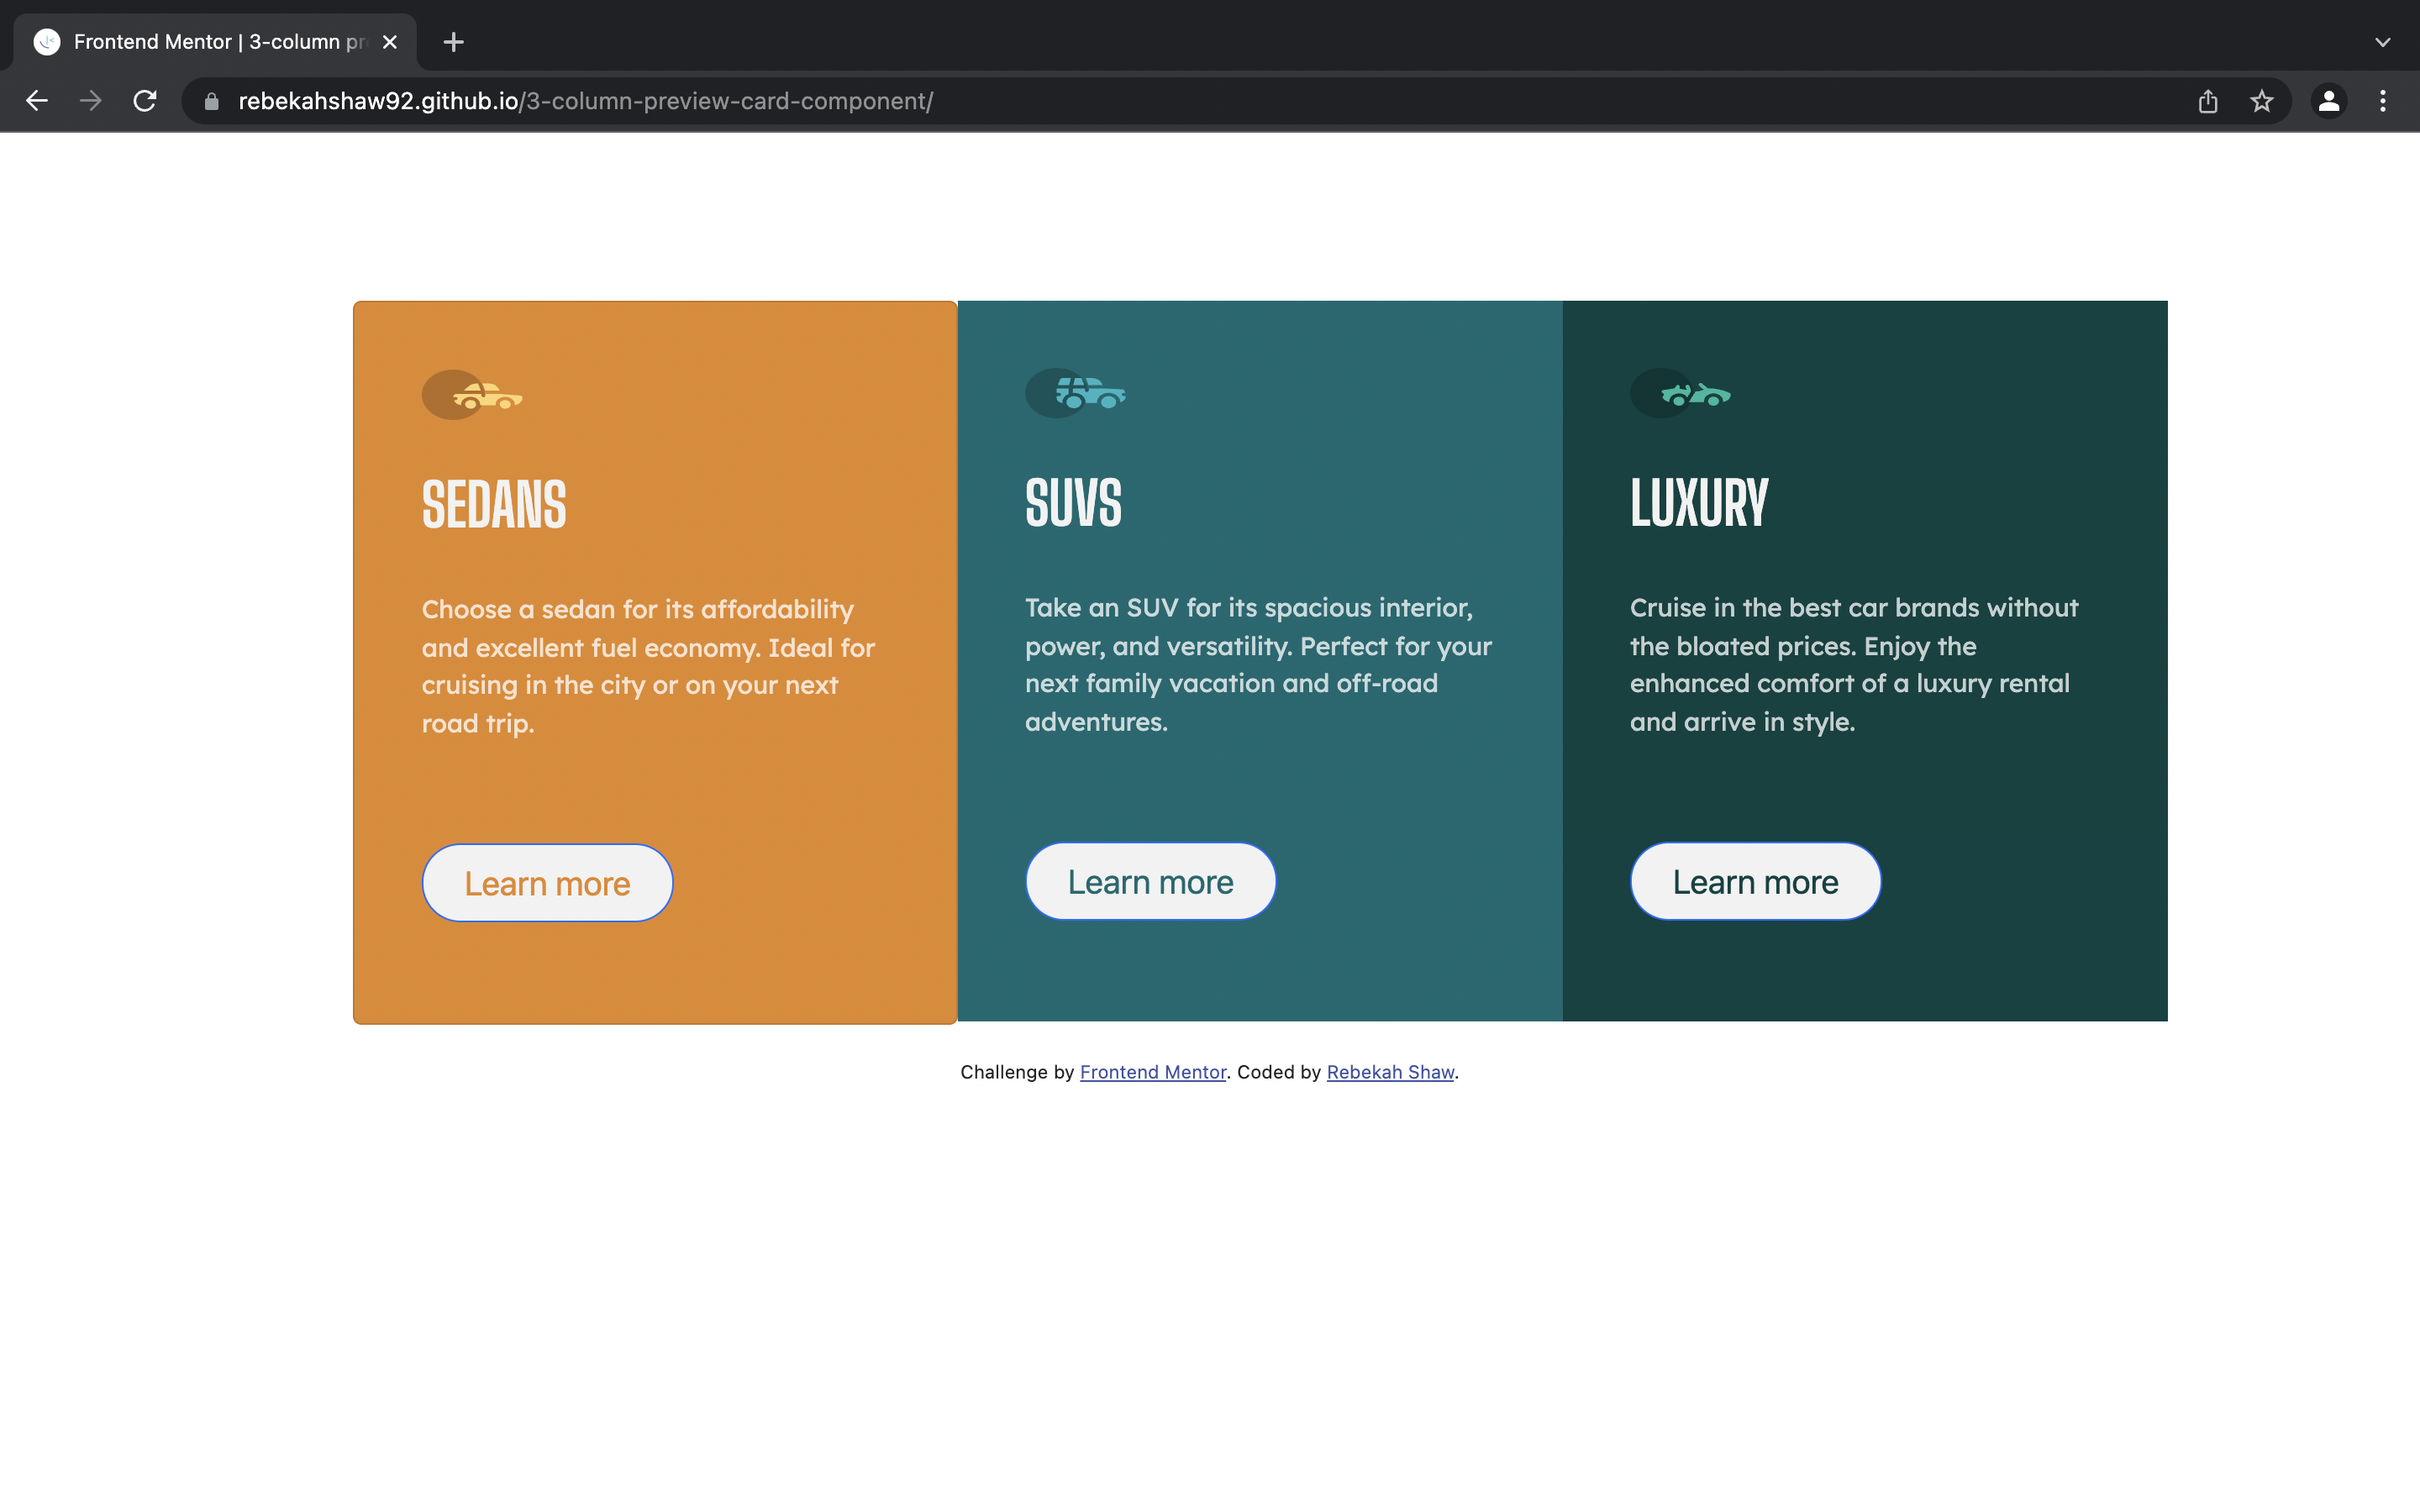 Frontend Mentor | 3-column pr
rebekahshaw92.github.io/3-column-preview-card-component/
SEDANS
Choose a sedan for its affordability
and excellent fuel economy. Ideal for
cruising in the city or on your next
road trip.
Learn more
SUVS
Take an SUV for its spacious interior,
power, and versatility. Perfect for your
next family vacation and off-road
adventures.
Learn more
LUXURY
Cruise in the best car brands without
the bloated prices. Enjoy the
enhanced comfort of a luxury rental
and arrive in style.
Learn more
Challenge by Frontend Mentor. Coded by Rebekah Shaw.